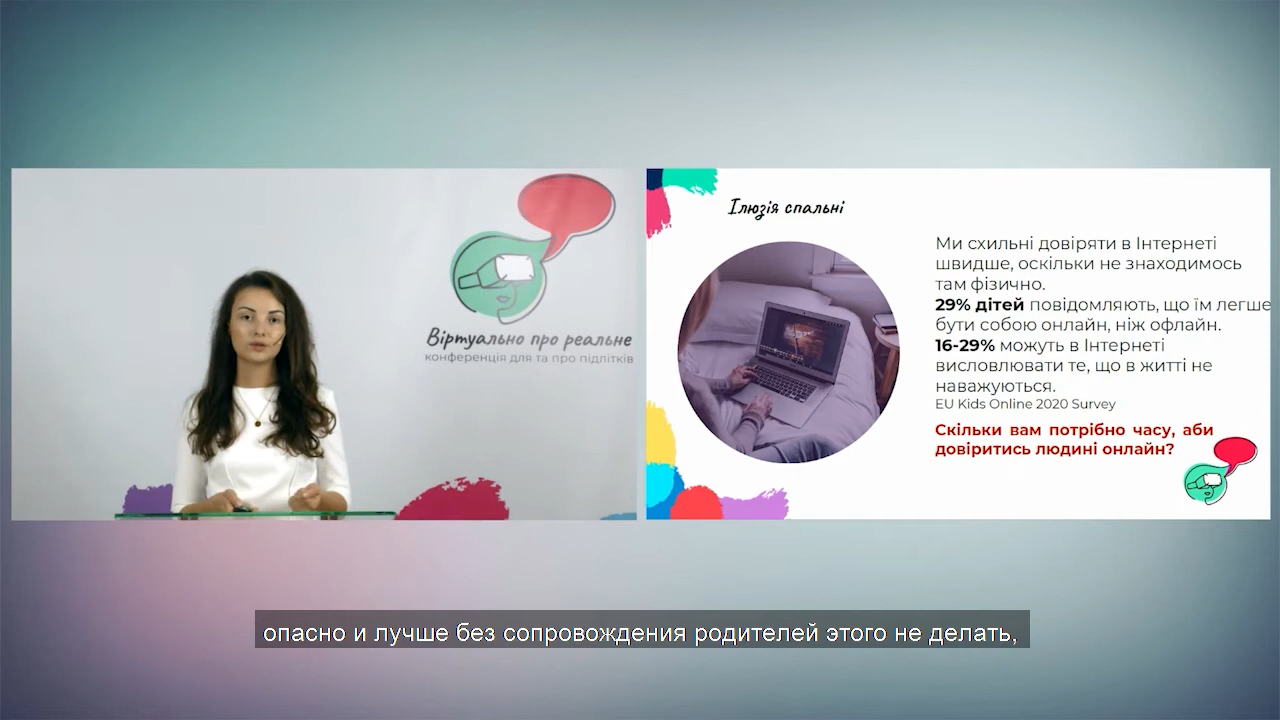 Віртуально про реальне
конференція для та про підлітків
Ілюзія спальні
Ми схильні довіряти в Інтернеті
швидше, оскільки не знаходимось
там фізично.
29% дітей повідомляють, що їм легше
бути собою онлайн, ніж офлайн.
16-29% можуть в Інтернеті
висловлювати те, що в житті не
наважуються.
EU Kids Online 2020 Survey
Скільки вам потрібно часу, аби
довіритись людині онлайн?
опасно и лучше без сопровождения родителей этого не делать,